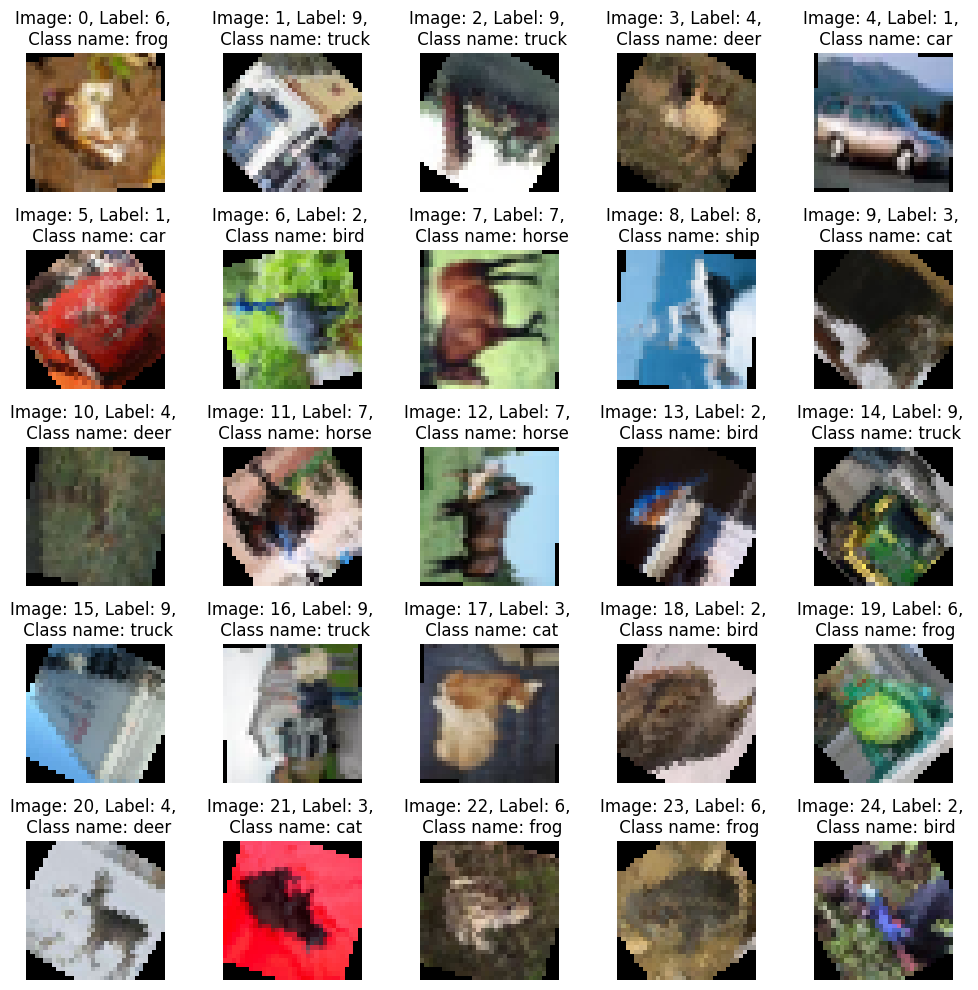 Image: 0, Label: 6,
Class name: frog
Image: 1, Label: 9,
Class name: truck
Image: 2, Label: 9,
Class name: truck
Image: 3, Label: 4,
Class name: deer
Image: 4, Label: 1,
Class name: car
Image: 5, Label: 1,
Class name: car
Image: 6, Label: 2,
Class name: bird
Image: 7, Label: 7,
Class name: horse
Image: 8, Label: 8,
Class name: ship
Image: 9, Label: 3,
Class name: cat
Image: 10, Label: 4,
Class name: deer
Image: 11, Label: 7,
Class name: horse
Image: 12, Label: 7,
Class name: horse
Image: 13, Label: 2,
Class name: bird
Image: 14, Label: 9,
Class name: truck
Image: 15, Label: 9,
Class name: truck
Image: 16, Label: 9,
Class name: truck
Image: 17, Label: 3,
Class name: cat
Image: 18, Label: 2,
Class name: bird
Image: 19, Label: 6,
Class name: frog
Image: 20, Label: 4,
Class name: deer
Image: 21, Label: 3,
Class name: cat
Image: 22, Label: 6,
Class name: frog
Image: 23, Label: 6,
Class name: frog
Image: 24, Label: 2,
Class name: bird